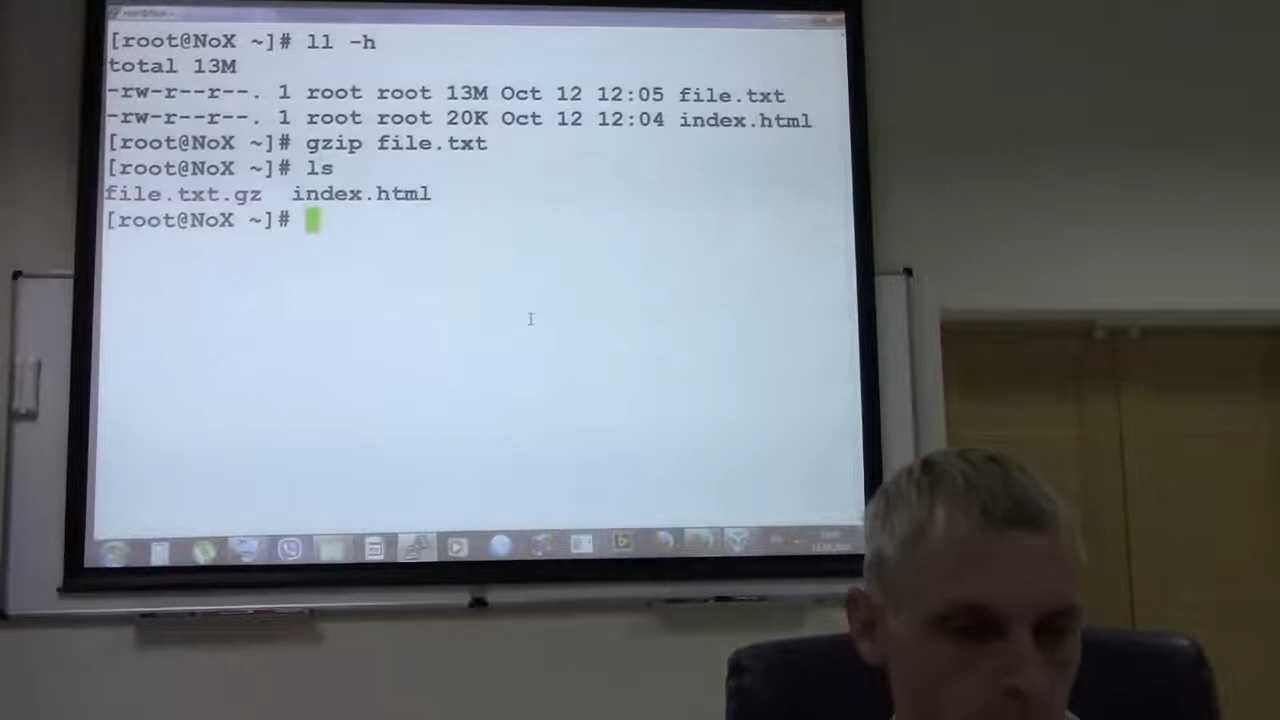 [root@NoX ~]# ll -h
total 13M
-rw-r--r--. 1 root root 13M Oct 12 12:05 file.txt
-rw-r--r--. 1 root root 20K Oct 12 12:04 index.html
[root@NoX ~]# gzip file.txt
[root@NoX ~]# ls
file.txt.gz  index.html
[root@NoX ~]#